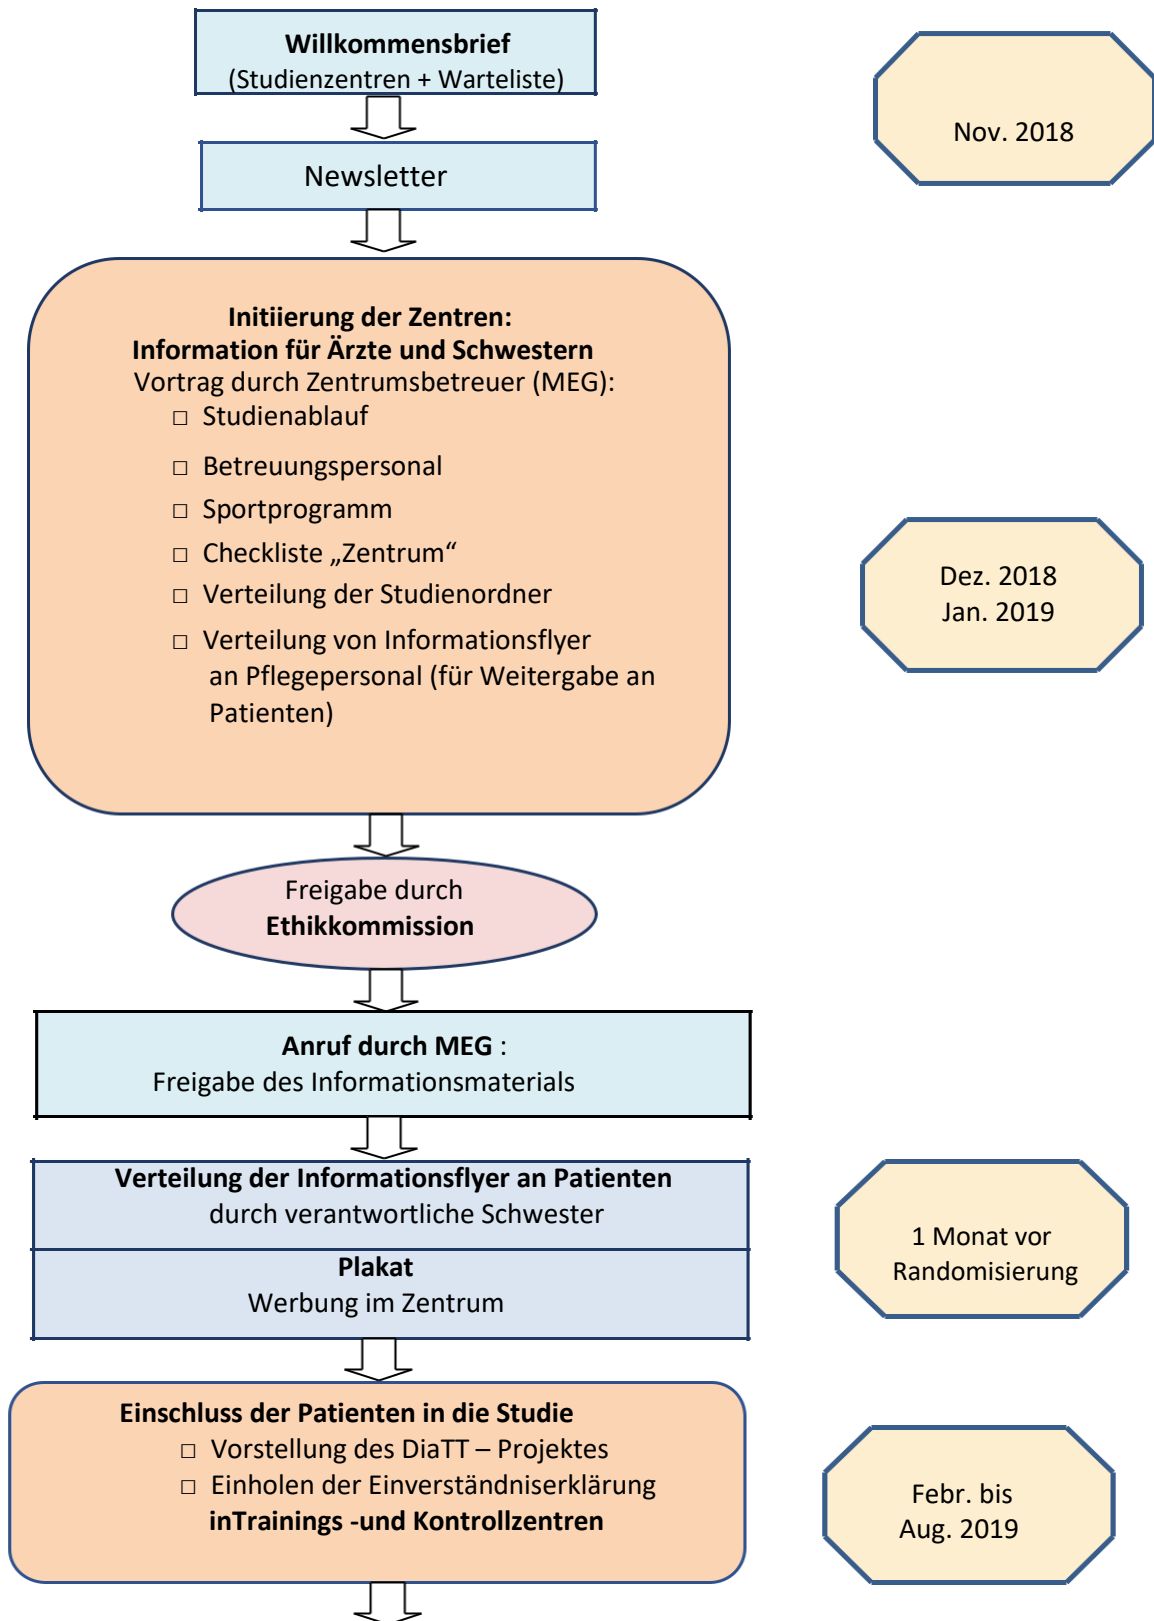 Willkommensbrief
(Studienzentren + Warteliste)
Nov. 2018
Newsletter
Initiierung der Zentren:
Information für Ärzte und Schwestern
Vortrag durch Zentrumsbetreuer (MEG):
□ Studienablauf
□ Betreuungspersonal
□ Sportprogramm
□ Checkliste „Zentrum“
□ Verteilung der Studienordner
□ Verteilung von Informationsflyer
an Pflegepersonal (für Weitergabe an
Patienten)
Dez. 2018
Jan. 2019
Freigabe durch
Ethikkommission
Anruf durch MEG :
Freigabe des Informationsmaterials
Verteilung der Informationsflyer an Patienten
durch verantwortliche Schwester
Plakat
Werbung im Zentrum
1 Monat vor
Randomisierung
Einschluss der Patienten in die Studie
□ Vorstellung des DiaTT – Projektes
□ Einholen der Einverständniserklärung
inTrainings -und Kontrollzentren
Febr. bis
Aug. 2019